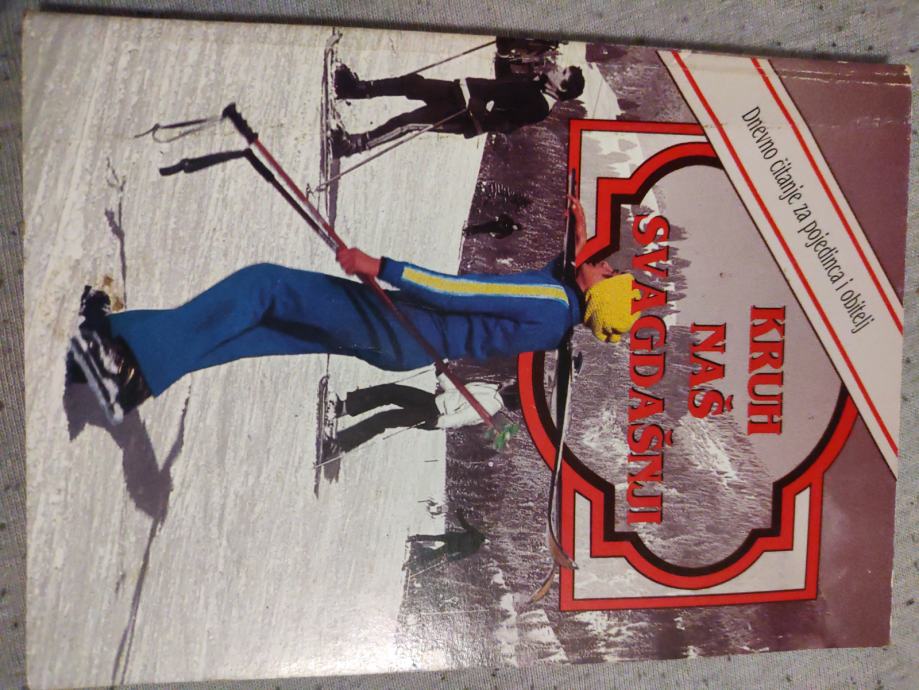 Dnevno čitanje za pojedinca i obitelj
KRUH
NAŠ
SVAGDAŠNJI